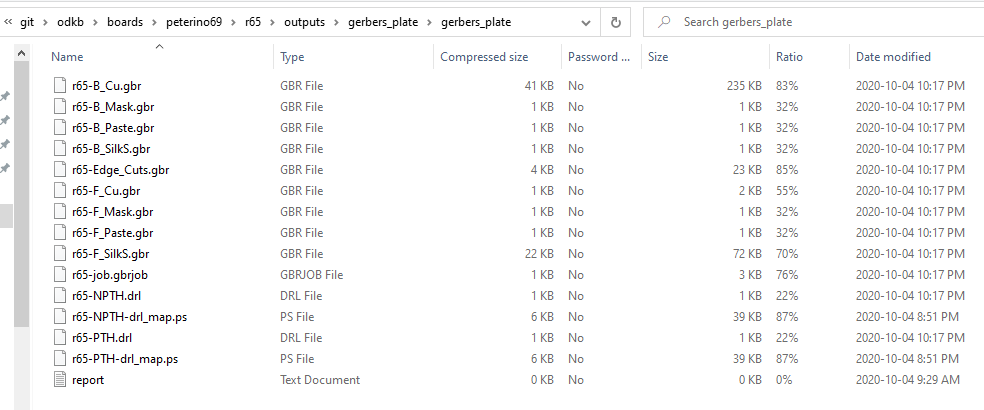 « git › odkb › boards › peterino69 › r65 › outputs › gerbers_plate › gerbers_plate Search gerbers_plate
Name Type Compressed size Password ... Size Ratio Date modified
r65-B_Cu.gbr GBR File 41 KB No 235 KB 83% 2020-10-04 10:17 PM
r65-B_Mask.gbr GBR File 1 KB No 1 KB 32% 2020-10-04 10:17 PM
r65-B_Paste.gbr GBR File 1 KB No 1 KB 32% 2020-10-04 10:17 PM
r65-B_SilkS.gbr GBR File 1 KB No 1 KB 32% 2020-10-04 10:17 PM
r65-Edge_Cuts.gbr GBR File 4 KB No 23 KB 85% 2020-10-04 10:17 PM
r65-F_Cu.gbr GBR File 1 KB No 2 KB 55% 2020-10-04 10:17 PM
r65-F_Mask.gbr GBR File 1 KB No 1 KB 32% 2020-10-04 10:17 PM
r65-F_Paste.gbr GBR File 1 KB No 1 KB 32% 2020-10-04 10:17 PM
r65-F_SilkS.gbr GBR File 22 KB No 72 KB 70% 2020-10-04 10:17 PM
r65-job.gbrjob GBRJOB File 1 KB No 3 KB 76% 2020-10-04 10:17 PM
r65-NPTH.drl DRL File 1 KB No 1 KB 22% 2020-10-04 10:17 PM
r65-NPTH-drl_map.ps PS File 6 KB No 39 KB 87% 2020-10-04 8:51 PM
r65-PTH.drl DRL File 1 KB No 1 KB 22% 2020-10-04 10:17 PM
r65-PTH-drl_map.ps PS File 6 KB No 39 KB 87% 2020-10-04 8:51 PM
report Text Document 0 KB No 0 KB 0% 2020-10-04 9:29 AM